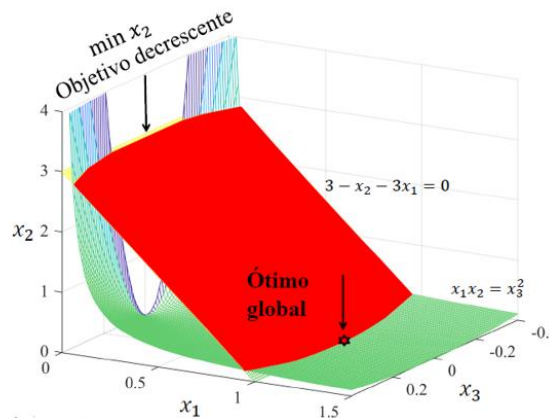 min x₂
Objetivo decrescente
4
3
2
1
0
x₂
3 − x₂ − 3x₁ = 0
x₁x₂ = x₃²
Ótimo
global
0
0.5
1
1.5
x₁
0.2
0
-0.2
x₃